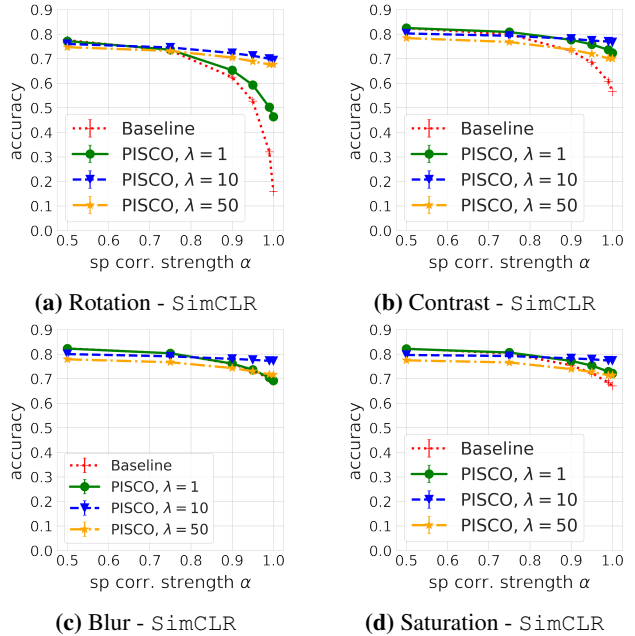 0.9
0.8
0.7
0.6
0.5
0.4
0.3
0.2
0.1
0.0
accuracy
Baseline
PISCO, λ = 1
PISCO, λ = 10
PISCO, λ = 50
0.5 0.6 0.7 0.8 0.9 1.0
sp corr. strength α
(a) Rotation - SimCLR
0.9
0.8
0.7
0.6
0.5
0.4
0.3
0.2
0.1
0.0
accuracy
Baseline
PISCO, λ = 1
PISCO, λ = 10
PISCO, λ = 50
0.5 0.6 0.7 0.8 0.9 1.0
sp corr. strength α
(b) Contrast - SimCLR
0.9
0.8
0.7
0.6
0.5
0.4
0.3
0.2
0.1
0.0
accuracy
Baseline
PISCO, λ = 1
PISCO, λ = 10
PISCO, λ = 50
0.5 0.6 0.7 0.8 0.9 1.0
sp corr. strength α
(c) Blur - SimCLR
0.9
0.8
0.7
0.6
0.5
0.4
0.3
0.2
0.1
0.0
accuracy
Baseline
PISCO, λ = 1
PISCO, λ = 10
PISCO, λ = 50
0.5 0.6 0.7 0.8 0.9 1.0
sp corr. strength α
(d) Saturation - SimCLR